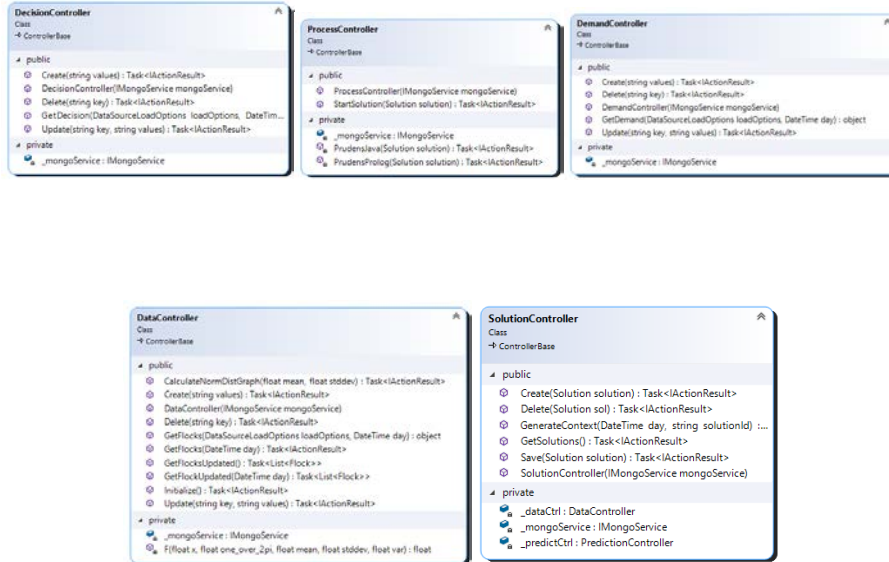 DecisionController
Class
ControllerBase
public
Create(string values) : Task<IActionResult>
DecisionController(IMongoService mongoService)
Delete(string key) : Task<IActionResult>
GetDecision(DataSourceLoadOptions loadOptions, DateTim...
Update(string key, string values) : Task<IActionResult>
private
_mongoService : IMongoService
ProcessController
Class
ControllerBase
public
ProcessController(IMongoService mongoService)
StartSolution(Solution solution) : Task<IActionResult>
private
_mongoService : IMongoService
PrudensJava(Solution solution) : Task<IActionResult>
PrudensProlog(Solution solution) : Task<IActionResult>
DemandController
Class
ControllerBase
public
Create(string values) : Task<IActionResult>
Delete(string key) : Task<IActionResult>
DemandController(IMongoService mongoService)
GetDemand(DataSourceLoadOptions loadOptions, DateTime day) : object
Update(string key, string values) : Task<IActionResult>
private
_mongoService : IMongoService
DataController
Class
ControllerBase
public
CalculateNormDistGraph(float mean, float stddev) : Task<IActionResult>
Create(string values) : Task<IActionResult>
DataController(IMongoService mongoService)
Delete(string key) : Task<IActionResult>
GetFlocks(DataSourceLoadOptions loadOptions, DateTime day) : object
GetFlocks(DateTime day) : Task<IActionResult>
GetFlocksUpdated() : Task<List<Flock>>
GetFlockUpdated(DateTime day) : Task<List<Flock>>
Initialize() : Task<IActionResult>
Update(string key, string values) : Task<IActionResult>
private
_mongoService : IMongoService
F(float x, float one_over_2pi, float mean, float stddev, float var) : float
SolutionController
Class
ControllerBase
public
Create(Solution solution) : Task<IActionResult>
Delete(Solution sol) : Task<IActionResult>
GenerateContext(DateTime day, string solutionId) :...
GetSolutions() : Task<IActionResult>
Save(Solution solution) : Task<IActionResult>
SolutionController(IMongoService mongoService)
private
_dataCtrl : DataController
_mongoService : IMongoService
_predictCtrl : PredictionController